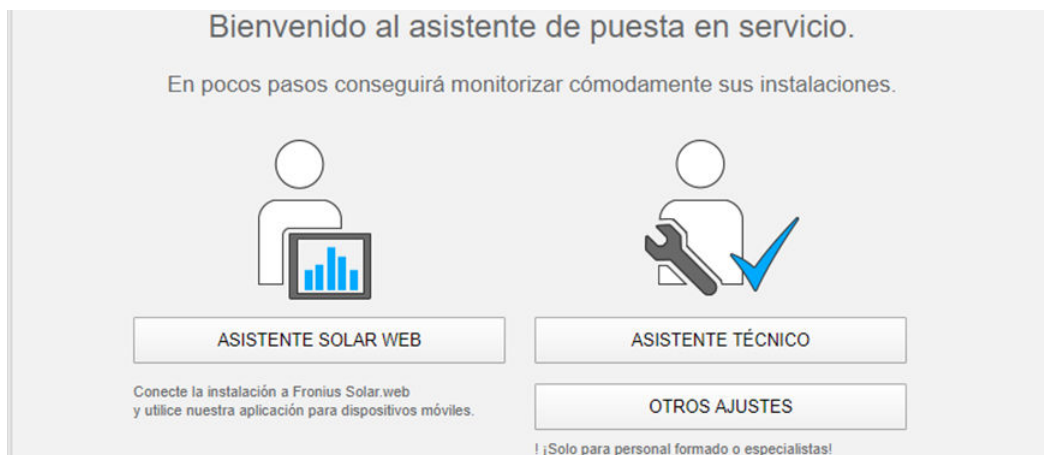 Bienvenido al asistente de puesta en servicio.
En pocos pasos conseguirá monitorizar cómodamente sus instalaciones.
ASISTENTE SOLAR WEB
Conecte la instalación a Fronius Solar.web
y utilice nuestra aplicación para dispositivos móviles.
ASISTENTE TÉCNICO
OTROS AJUSTES
! ¡Solo para personal formado o especialistas!